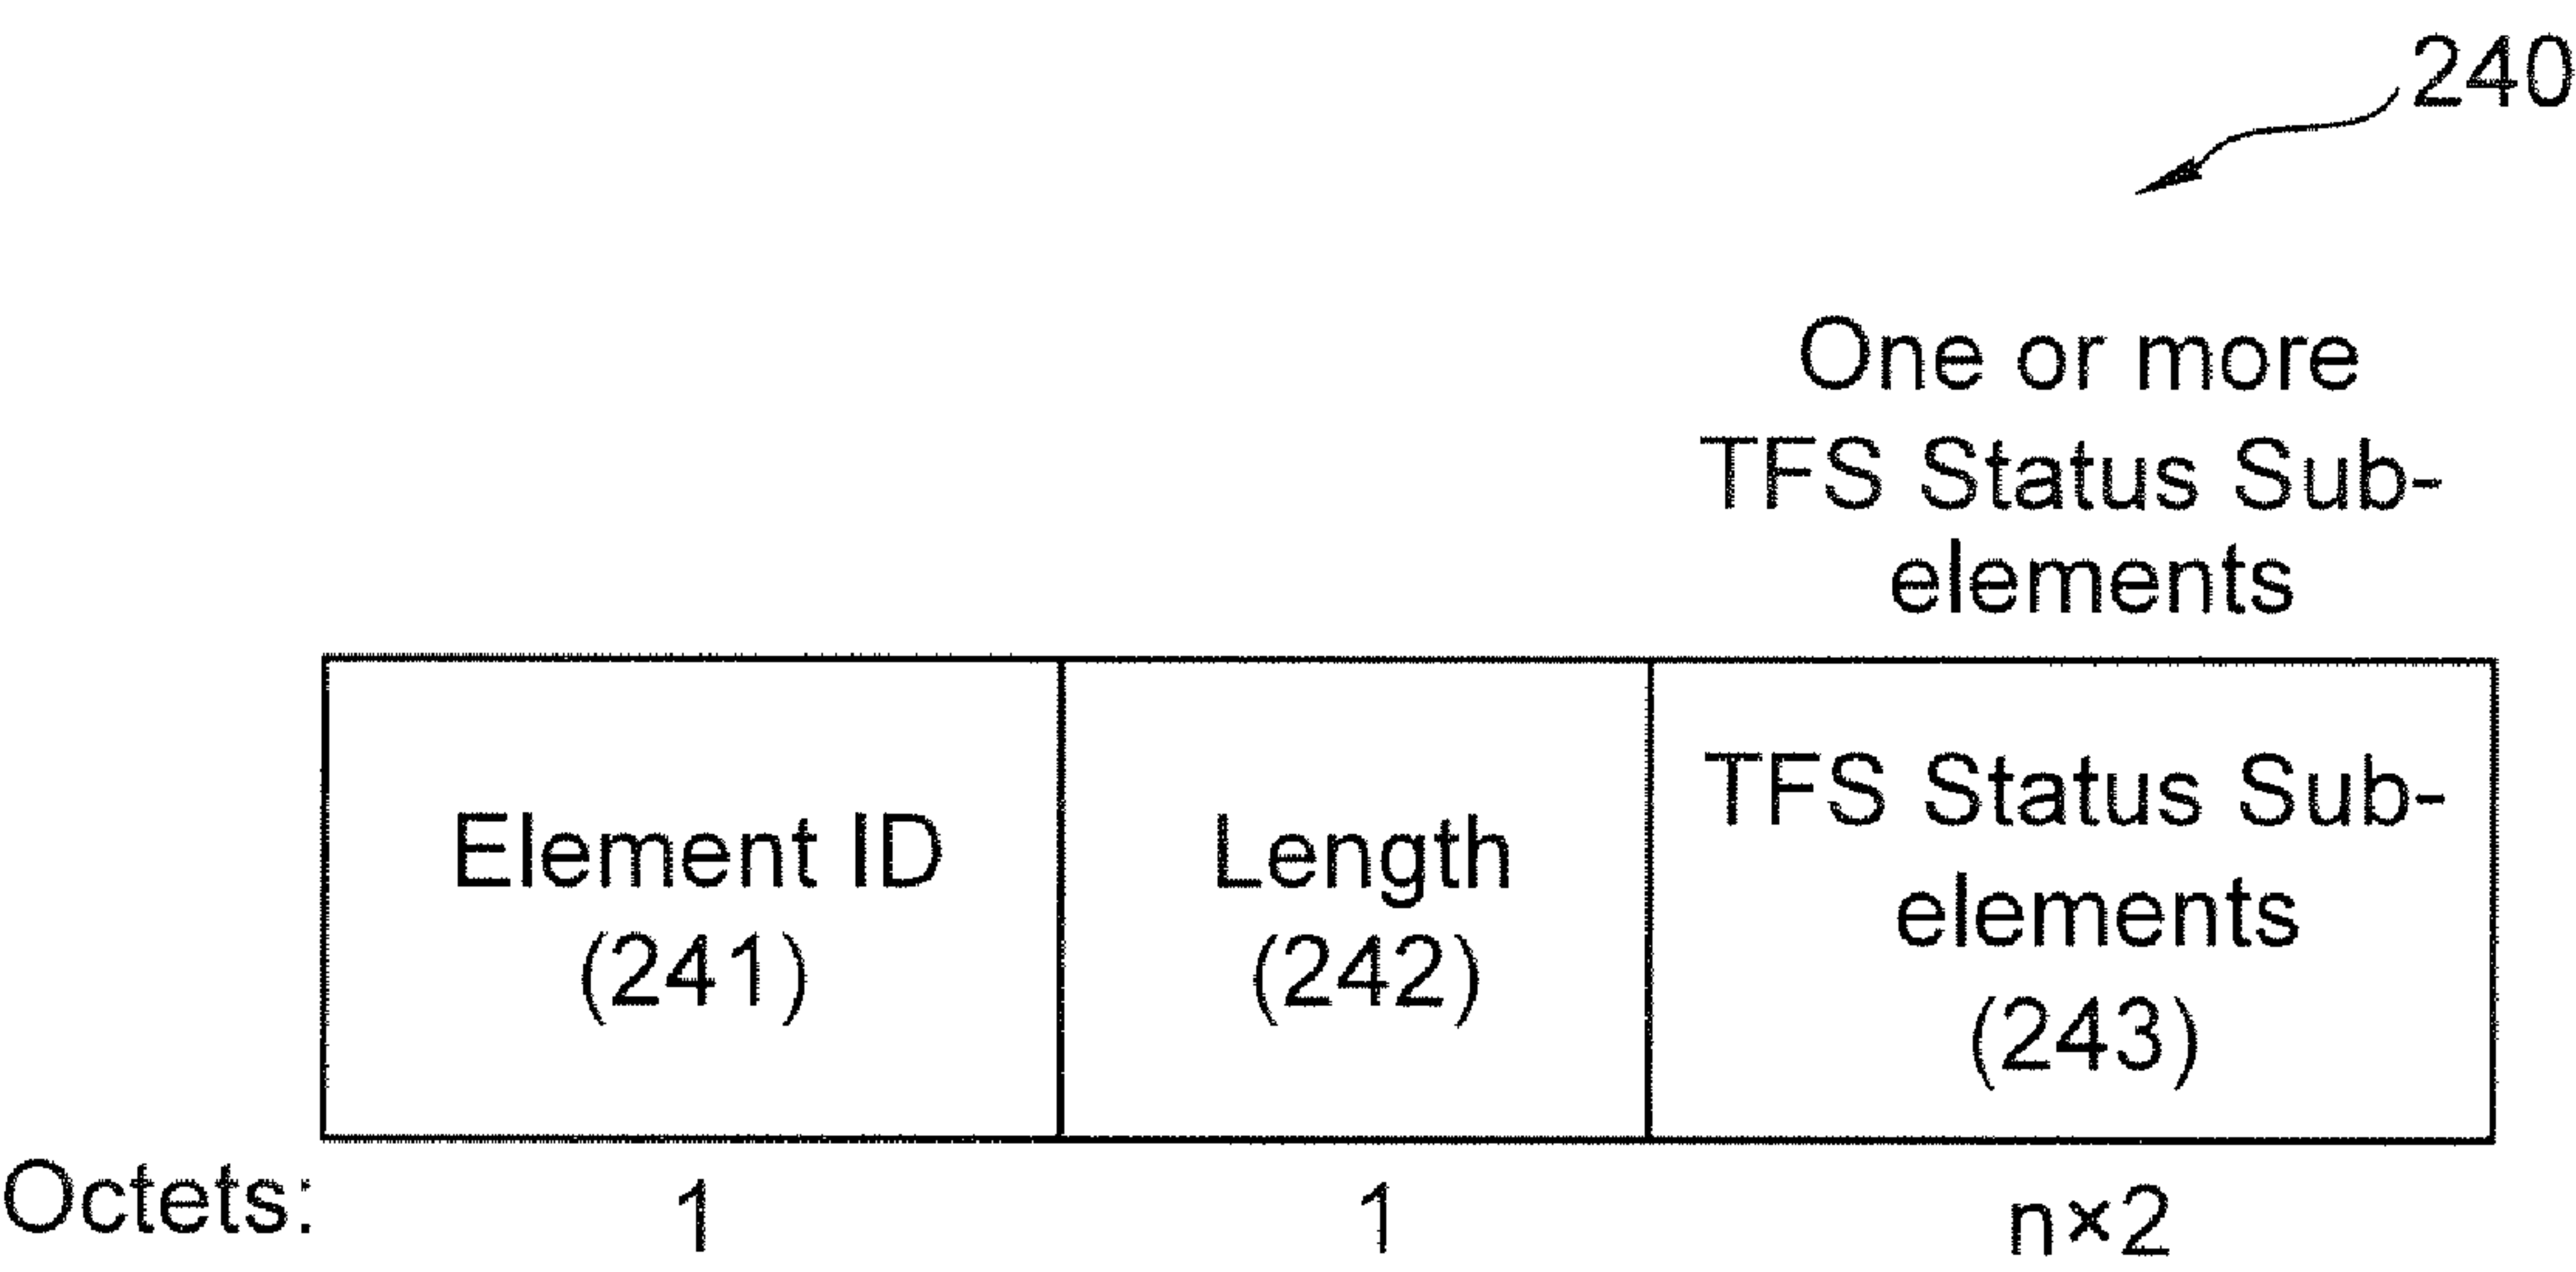 240
One or more
TFS Status Sub-
elements
Element ID
(241)
Length
(242)
TFS Status Sub-
elements
(243)
Octets:
1
1
n×2